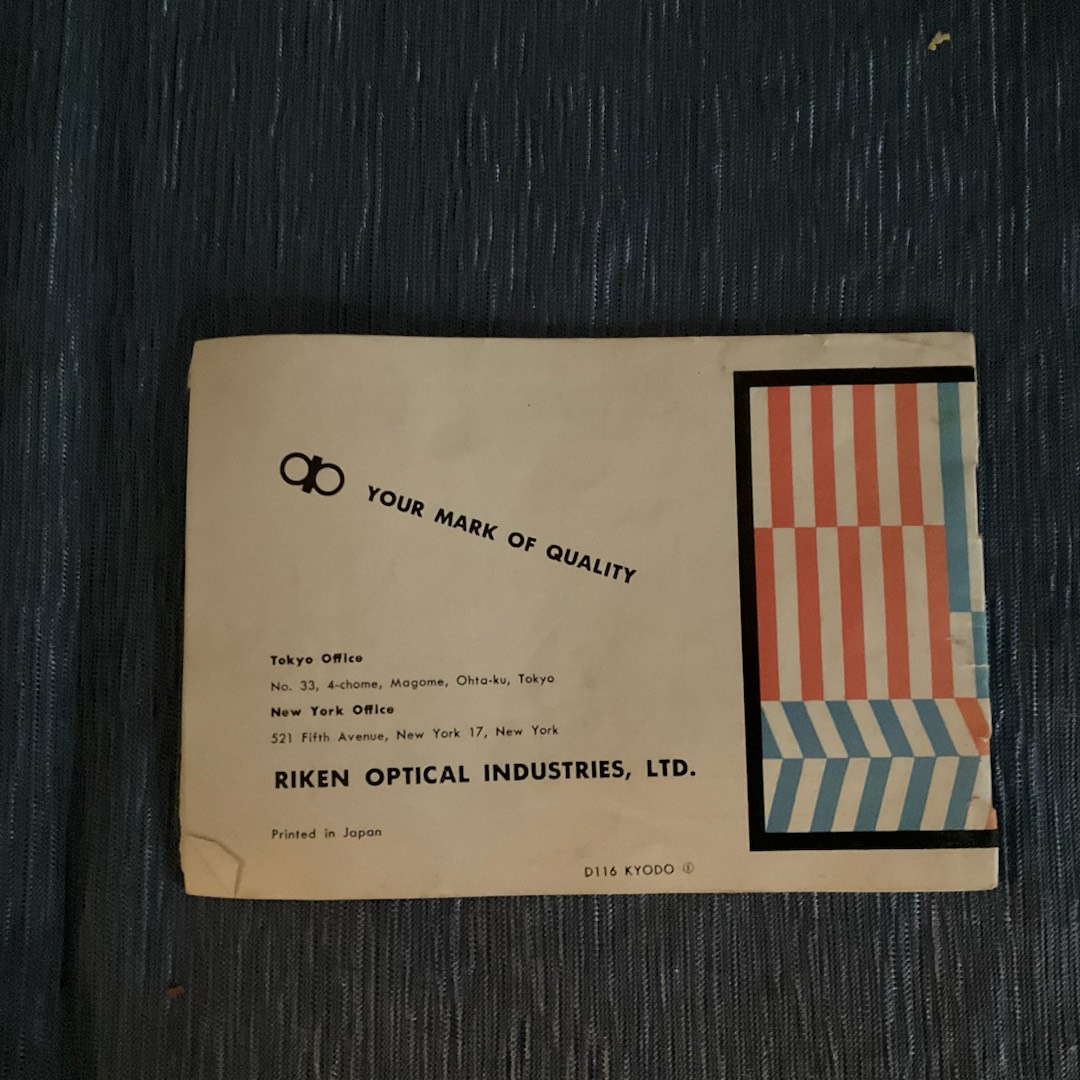 YOUR MARK OF QUALITY
Tokyo Office
No. 33, 4-chome, Magome, Ohta-ku, Tokyo
New York Office
521 Fifth Avenue, New York 17, New York
RIKEN OPTICAL INDUSTRIES, LTD.
Printed in Japan
D116 KYODO ①